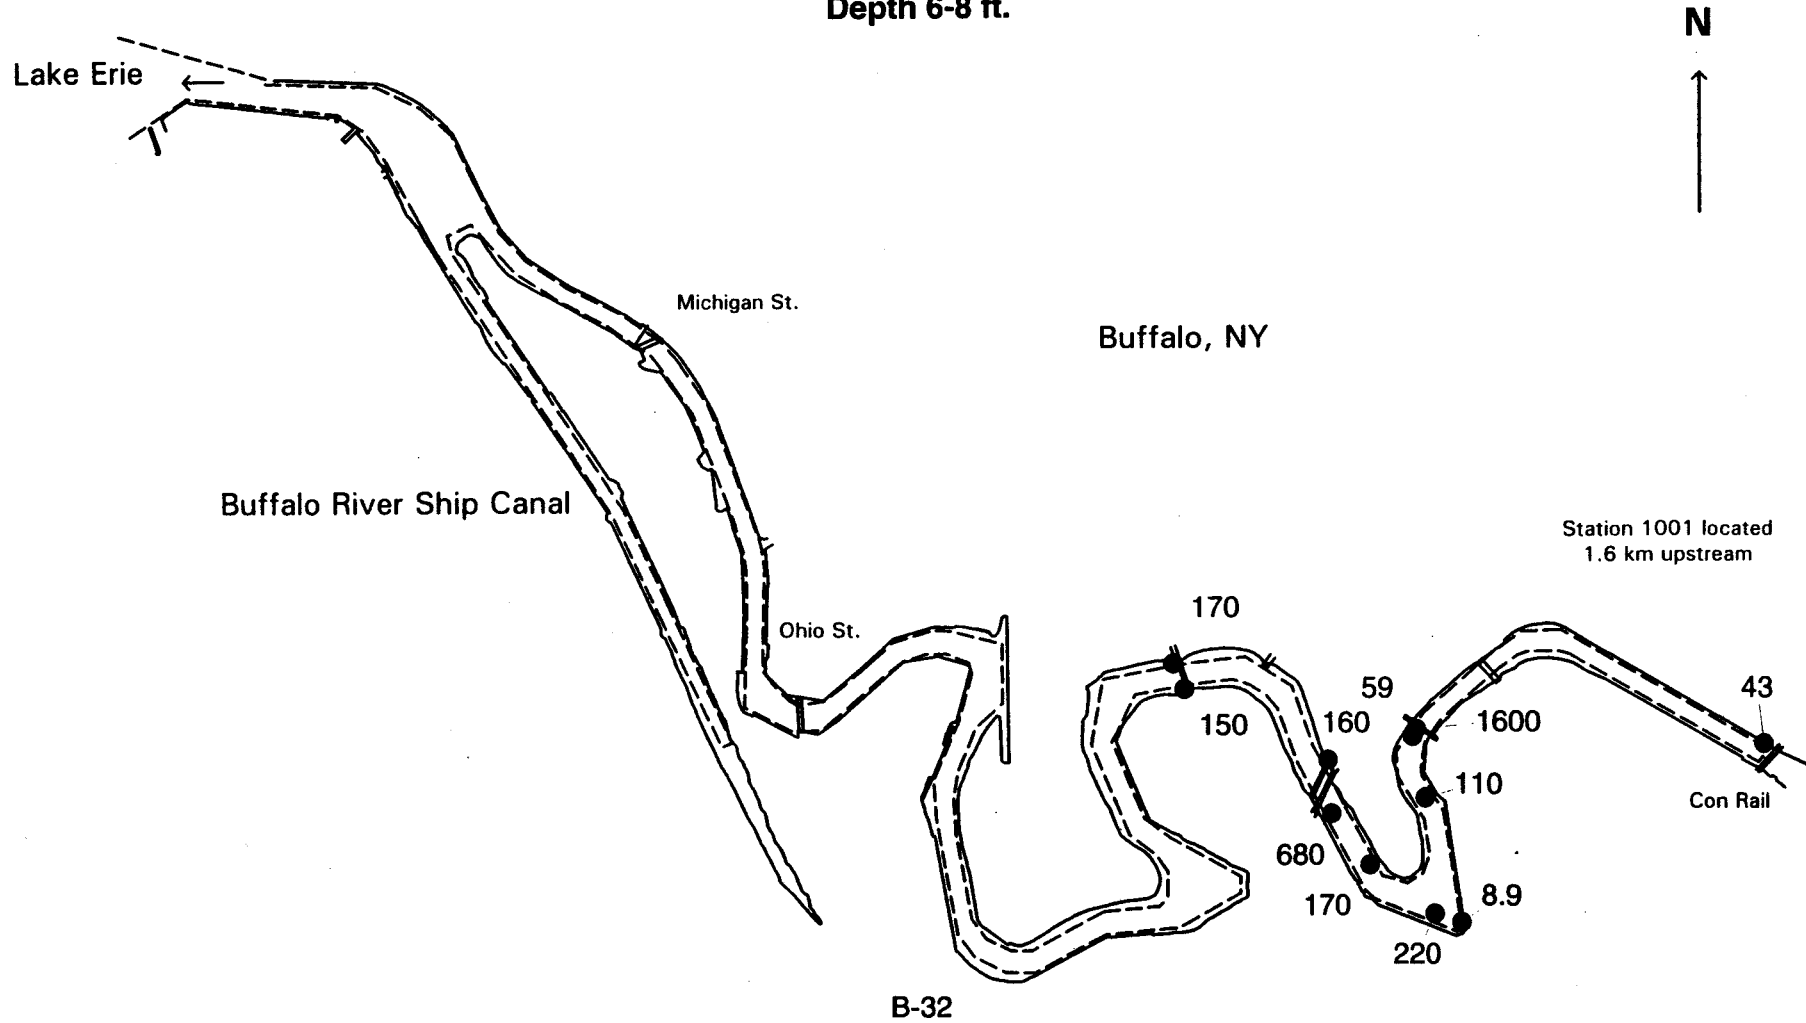 Depth 6-8 ft.
N
Lake Erie
Michigan St.
Buffalo, NY
Buffalo River Ship Canal
Station 1001 located
1.6 km upstream
170
Ohio St.
59
43
150
160
1600
110
Con Rail
680
170
8.9
220
B-32